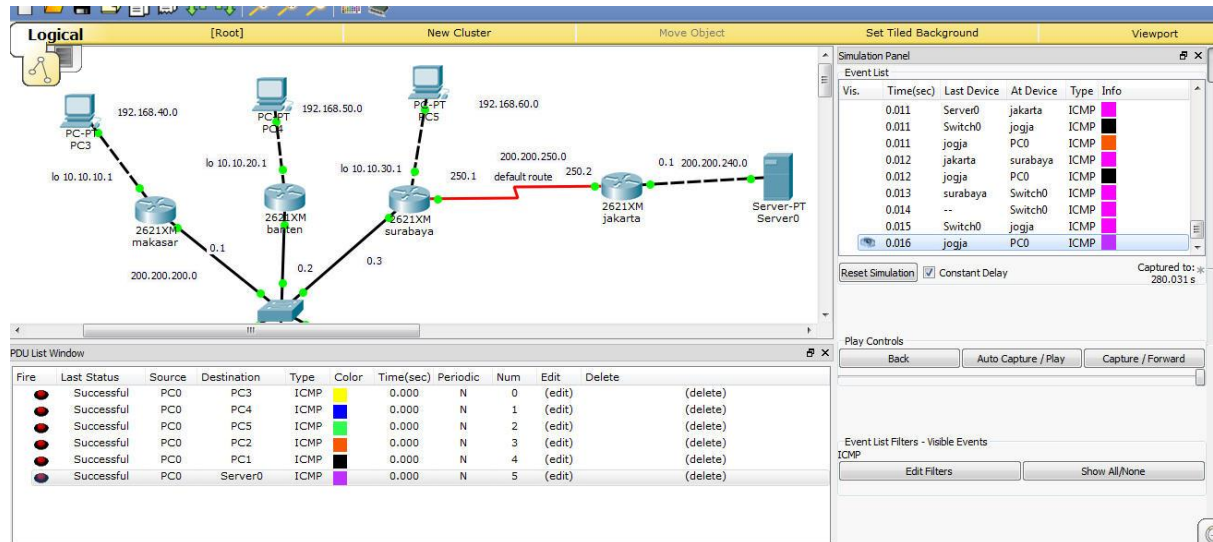 Logical [Root] New Cluster Move Object Set Tiled Background Viewport
192.168.40.0
PC-PT
PC3
192.168.50.0
PC-PT
PC4
192.168.60.0
PC-PT
PC5
lo 10.10.10.1
lo 10.10.20.1
lo 10.10.30.1
250.1
200.200.250.0
default route
250.2
0.1 200.200.240.0
2621XM
makasar
2621XM
banten
2621XM
surabaya
2621XM
jakarta
Server-PT
Server0
0.1
0.2
0.3
200.200.200.0
Simulation Panel
Event List
Vis. Time(sec) Last Device At Device Type Info
0.011 Server0 jakarta ICMP
0.011 Switch0 jogja ICMP
0.011 jogja PC0 ICMP
0.012 jakarta surabaya ICMP
0.012 jogja PC0 ICMP
0.013 surabaya Switch0 ICMP
0.014 -- Switch0 ICMP
0.015 Switch0 jogja ICMP
0.016 jogja PC0 ICMP
Reset Simulation Constant Delay
Captured to: *
280.031 s
Play Controls
Back Auto Capture / Play Capture / Forward
Event List Filters - Visible Events
ICMP
Edit Filters Show All/None
PDU List Window
Fire Last Status Source Destination Type Color Time(sec) Periodic Num Edit Delete
Successful PC0 PC3 ICMP 0.000 N 0 (edit) (delete)
Successful PC0 PC4 ICMP 0.000 N 1 (edit) (delete)
Successful PC0 PC5 ICMP 0.000 N 2 (edit) (delete)
Successful PC0 PC2 ICMP 0.000 N 3 (edit) (delete)
Successful PC0 PC1 ICMP 0.000 N 4 (edit) (delete)
Successful PC0 Server0 ICMP 0.000 N 5 (edit) (delete)